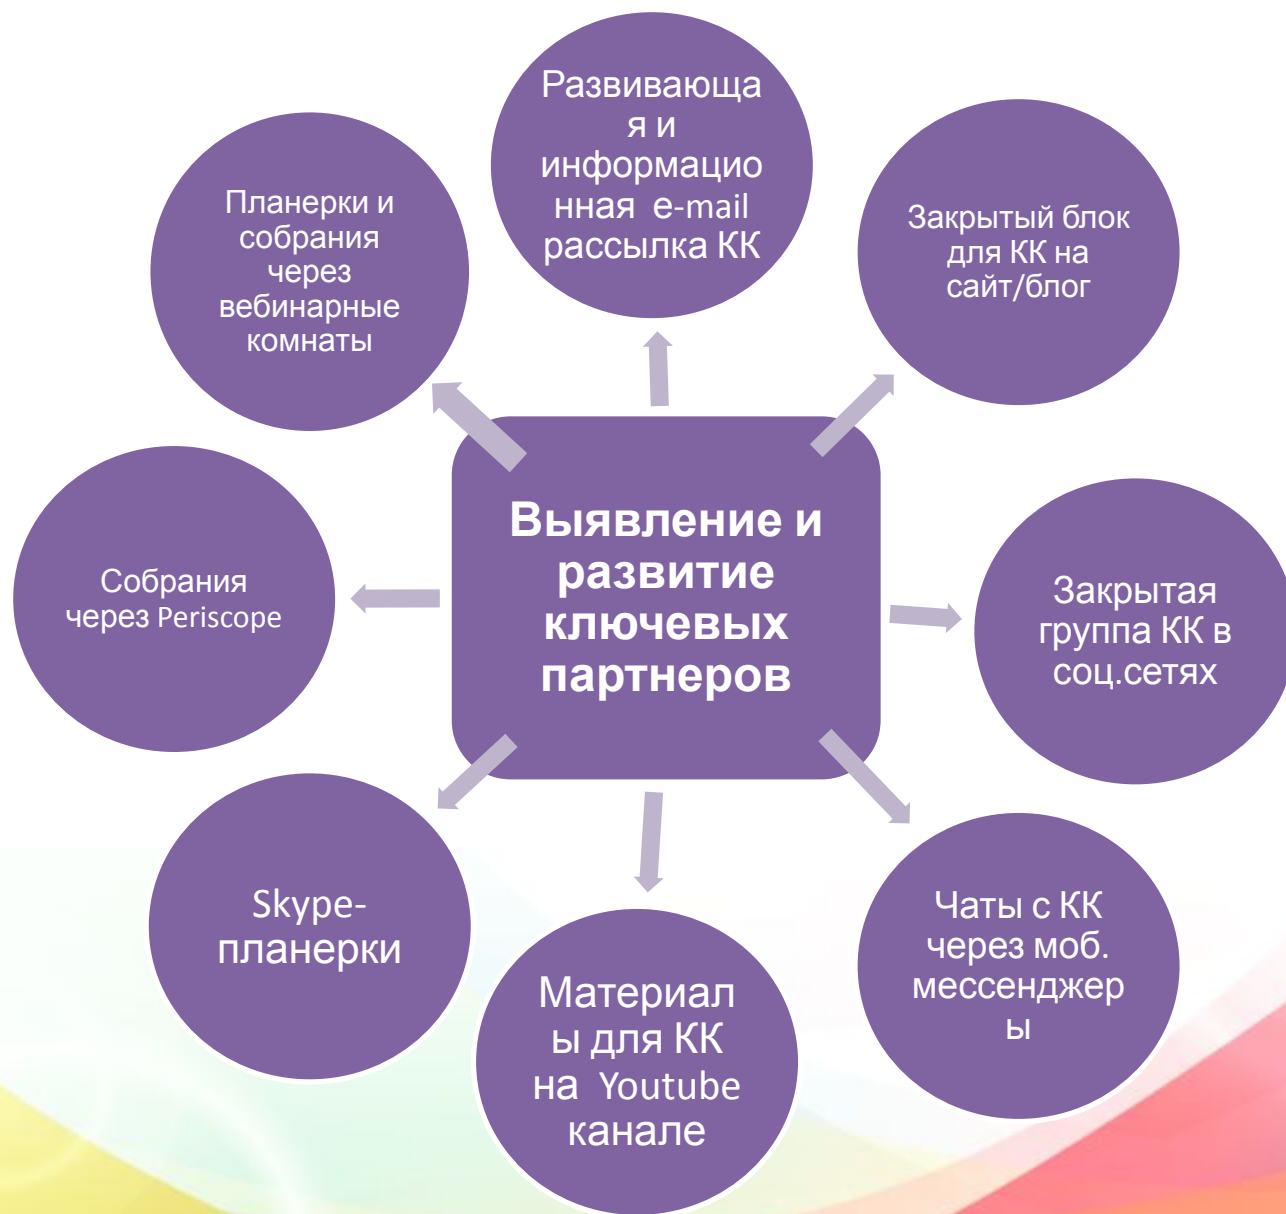 Развивающа
я и
информацио
нная e-mail
рассылка КК
Закрытый блок
для КК на
сайт/блог
Закрытая
группа КК в
соц.сетях
Чаты с КК
через моб.
мессенджер
ы
Материал
ы для КК
на Youtube
канале
Skype-
планерки
Собрания
через Periscope
Планерки и
собрания
через
вебинарные
комнаты
Выявление и
развитие
ключевых
партнеров